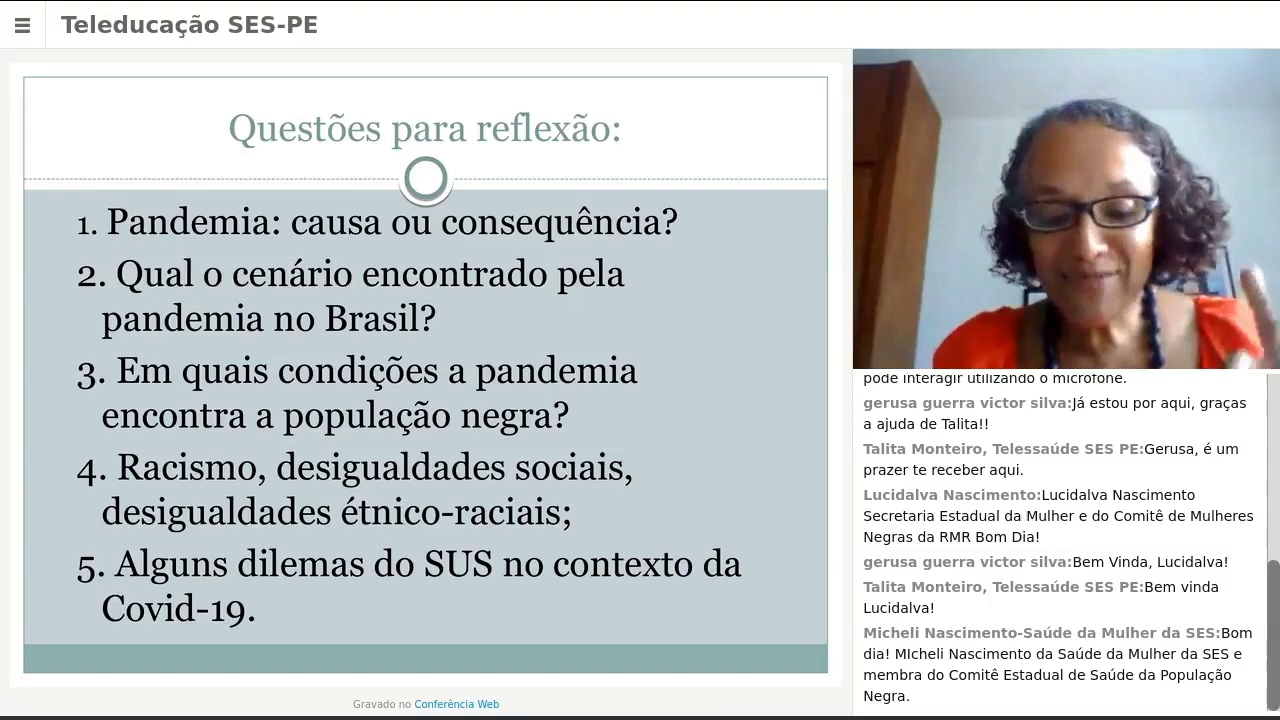 Teleducação SES-PE
Questões para reflexão:
1. Pandemia: causa ou consequência?
2. Qual o cenário encontrado pela
pandemia no Brasil?
3. Em quais condições a pandemia
encontra a população negra?
4. Racismo, desigualdades sociais,
desigualdades étnico-raciais;
5. Alguns dilemas do SUS no contexto da
Covid-19.
Gravado no Conferência Web
pode interagir utilizando o microfone.
gerusa guerra victor silva:Já estou por aqui, graças
a ajuda de Talita!!
Talita Monteiro, Telessaúde SES PE:Gerusa, é um
prazer te receber aqui.
Lucidalva Nascimento:Lucidalva Nascimento
Secretaria Estadual da Mulher e do Comitê de Mulheres
Negras da RMR Bom Dia!
gerusa guerra victor silva:Bem Vinda, Lucidalva!
Talita Monteiro, Telessaúde SES PE:Bem vinda
Lucidalva!
Micheli Nascimento-Saúde da Mulher da SES:Bom
dia! MIcheli Nascimento da Saúde da Mulher da SES e
membra do Comitê Estadual de Saúde da População
Negra.